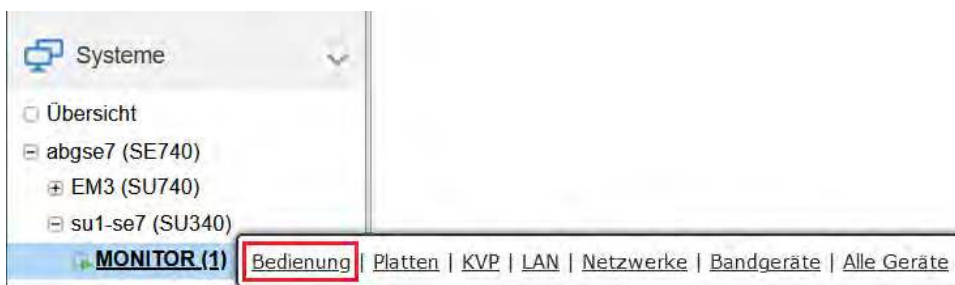 Systeme
Übersicht
abgse7 (SE740)
EM3 (SU740)
su1-se7 (SU340)
MONITOR (1) Bedienung | Platten | KVP | LAN | Netzwerke | Bandgeräte | Alle Geräte